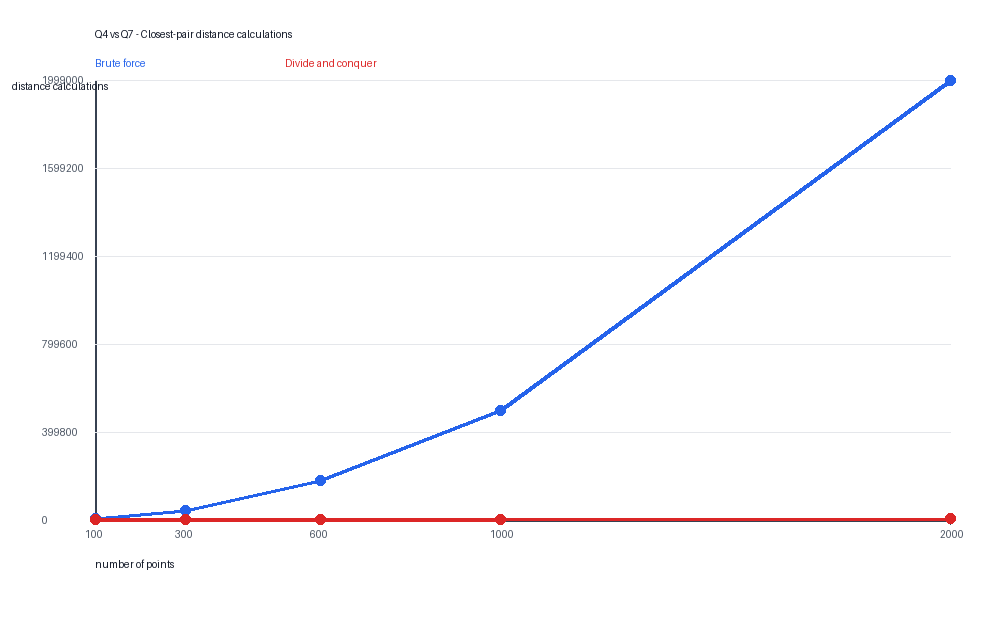 Q4 vs Q7 - Closest-pair distance calculations
Brute force Divide and conquer
1999000
distance calculations
1599200
1199400
799600
399800
0
100 300 600 1000 2000
number of points